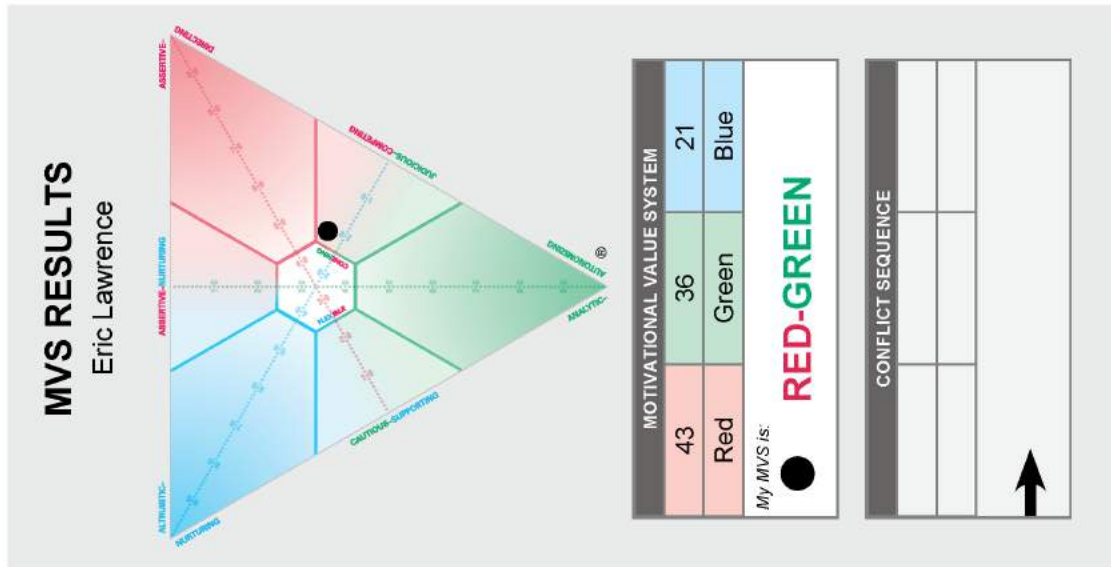 MVS RESULTS
Eric Lawrence
ALTRUISTIC-
NURTURING
ASSERTIVE-NURTURING
ASSERTIVE-
DIRECTING
JUDICIOUS-COMPETING
CAUTIOUS-SUPPORTING
ANALYTIC-
AUTONOMIZING
®
MOTIVATIONAL VALUE SYSTEM
43 36 21
Red Green Blue
My MVS is:
RED-GREEN
CONFLICT SEQUENCE